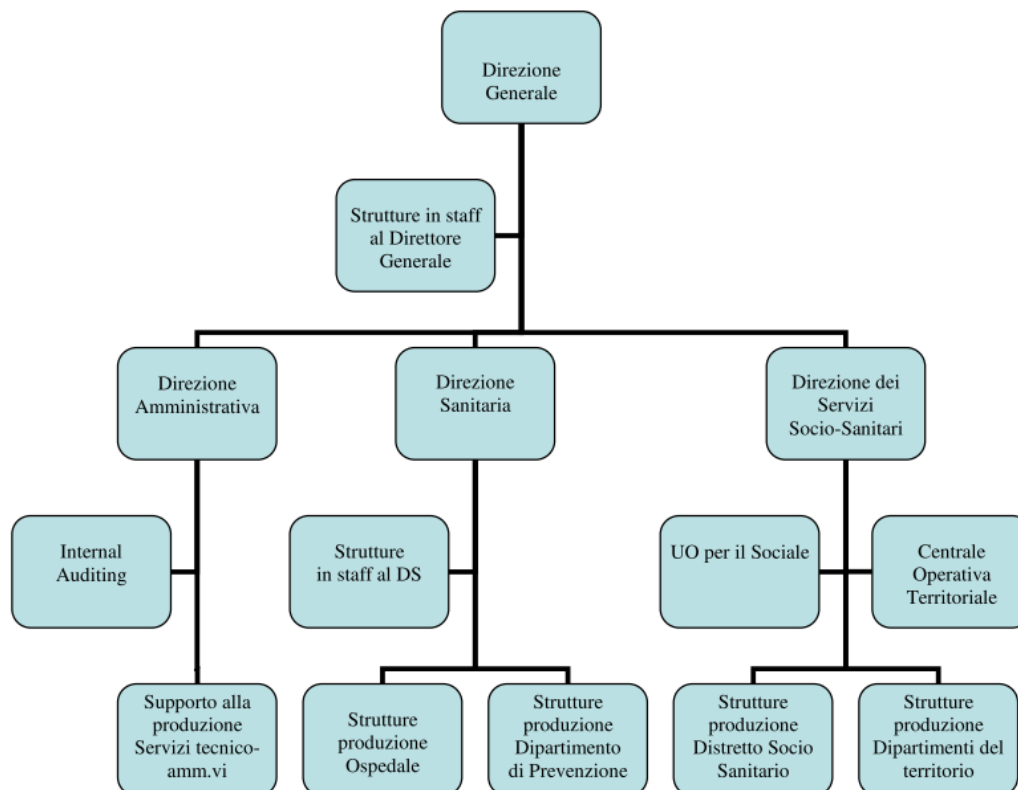 Direzione
Generale
Strutture in staff
al Direttore
Generale
Direzione
Amministrativa
Direzione
Sanitaria
Direzione dei
Servizi
Socio-Sanitari
Internal
Auditing
Strutture
in staff al DS
UO per il Sociale
Centrale
Operativa
Territoriale
Supporto alla
produzione
Servizi tecnico-
amm.vi
Strutture
produzione
Ospedale
Strutture
produzione
Dipartimento
di Prevenzione
Strutture
produzione
Distretto Socio
Sanitario
Strutture
produzione
Dipartimenti del
territorio